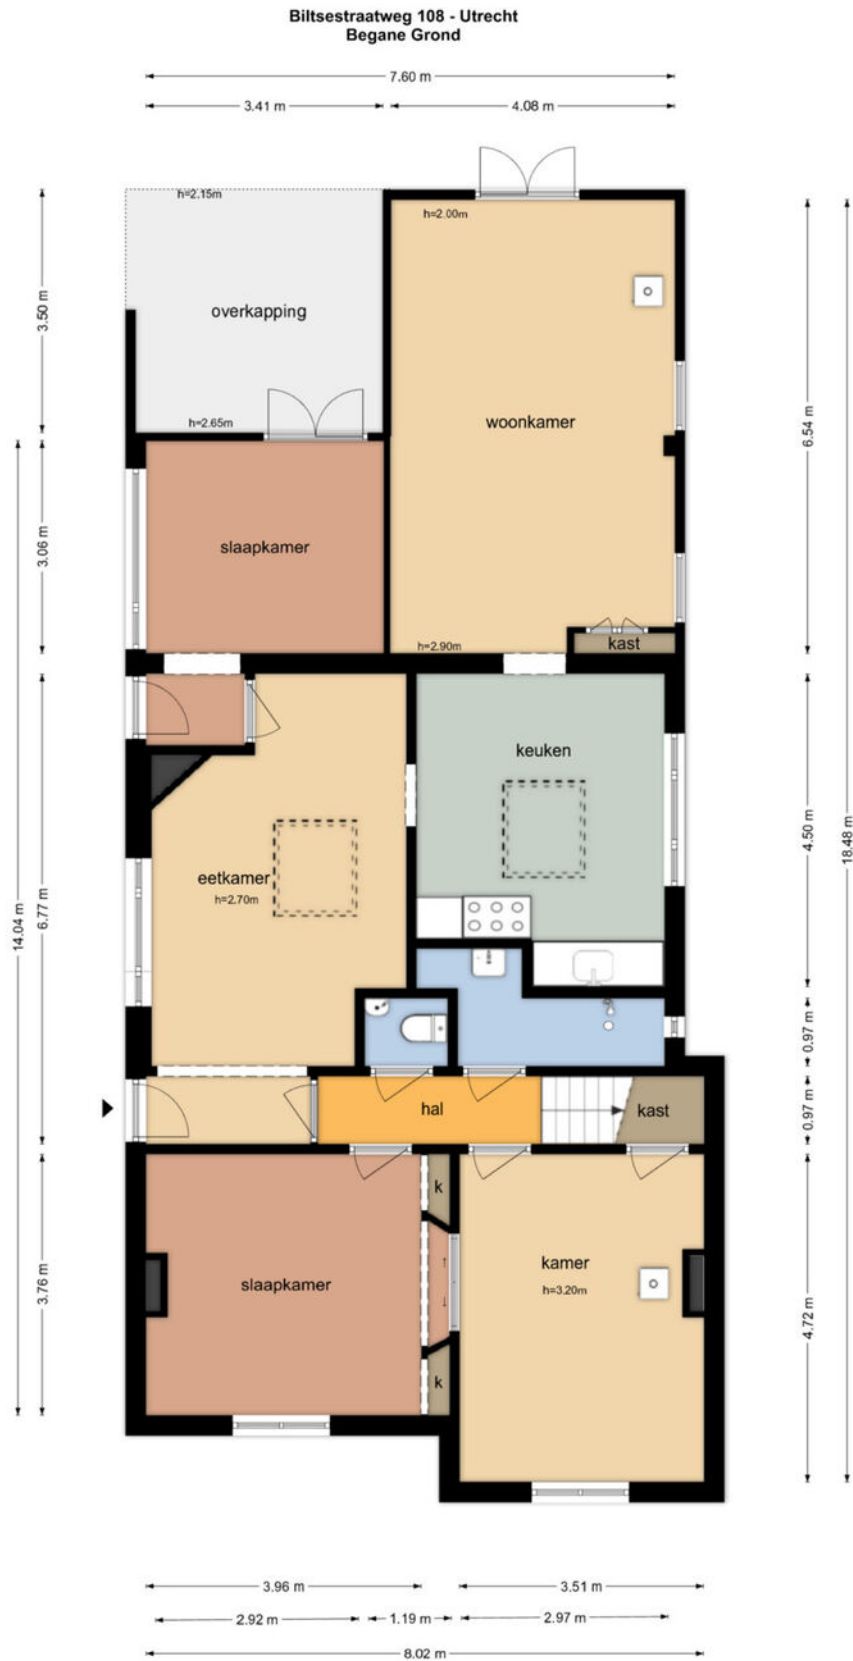 Biltsestraatweg 108 - Utrecht
Begane Grond
7.60 m
3.41 m
4.08 m
h=2.15m
h=2.00m
3.50 m
overkapping
woonkamer
6.54 m
h=2.65m
slaapkamer
3.06 m
h=2.90m
kast
keuken
eetkamer
h=2.70m
4.50 m
18.48 m
14.04 m
6.77 m
0.97 m
hal
kast
0.97 m
k
kamer
h=3.20m
slaapkamer
3.76 m
4.72 m
k
3.96 m
3.51 m
2.92 m
1.19 m
2.97 m
8.02 m